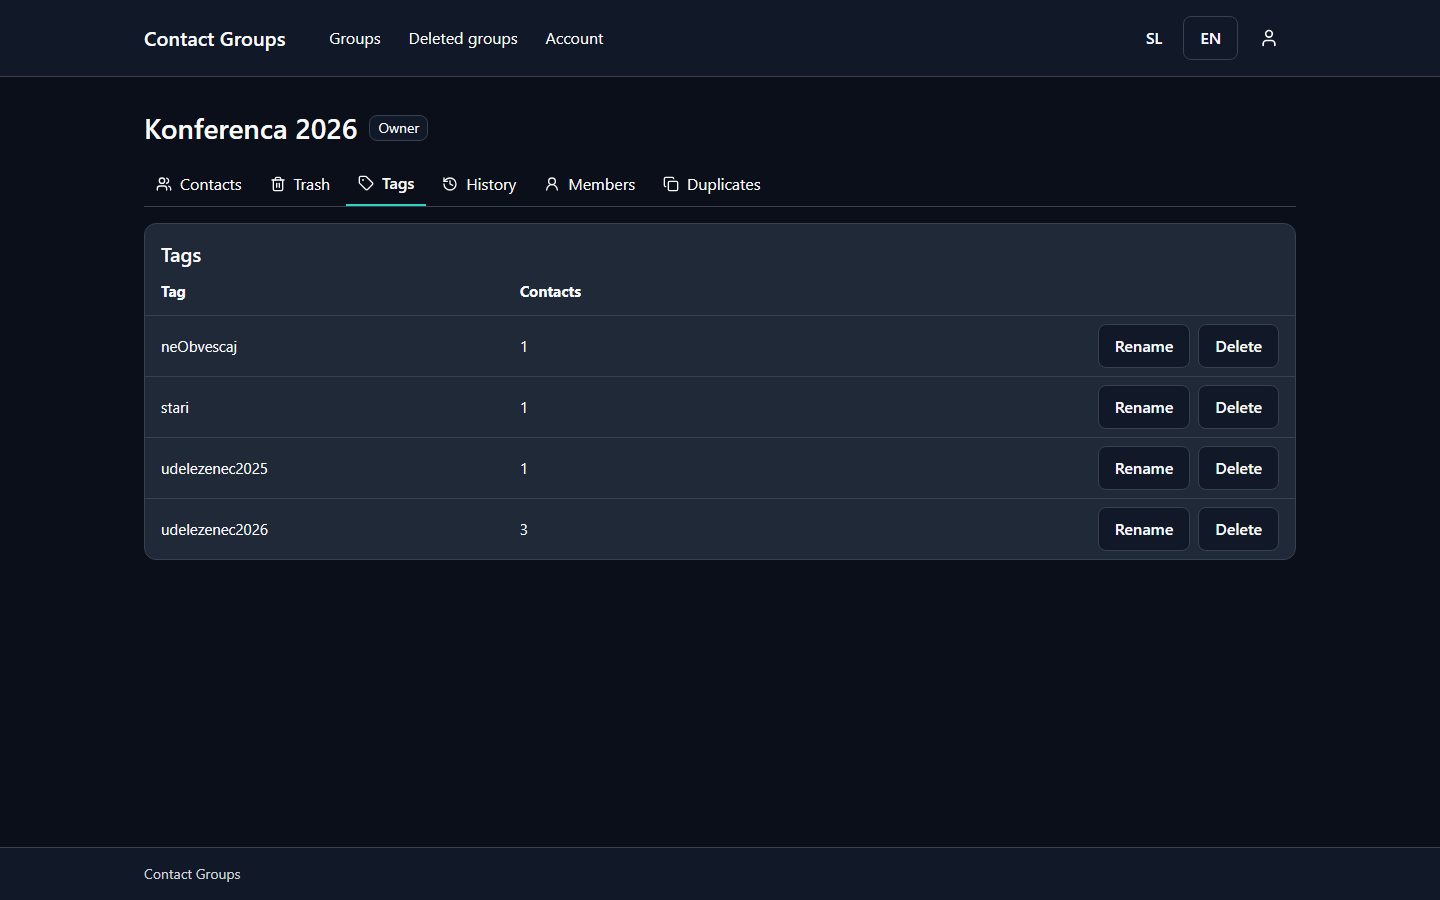 Contact Groups Groups Deleted groups Account SL EN
Konferenca 2026 Owner
Contacts Trash Tags History Members Duplicates
Tags
Tag Contacts
neObvescaj 1 Rename Delete
stari 1 Rename Delete
udelezenec2025 1 Rename Delete
udelezenec2026 3 Rename Delete
Contact Groups